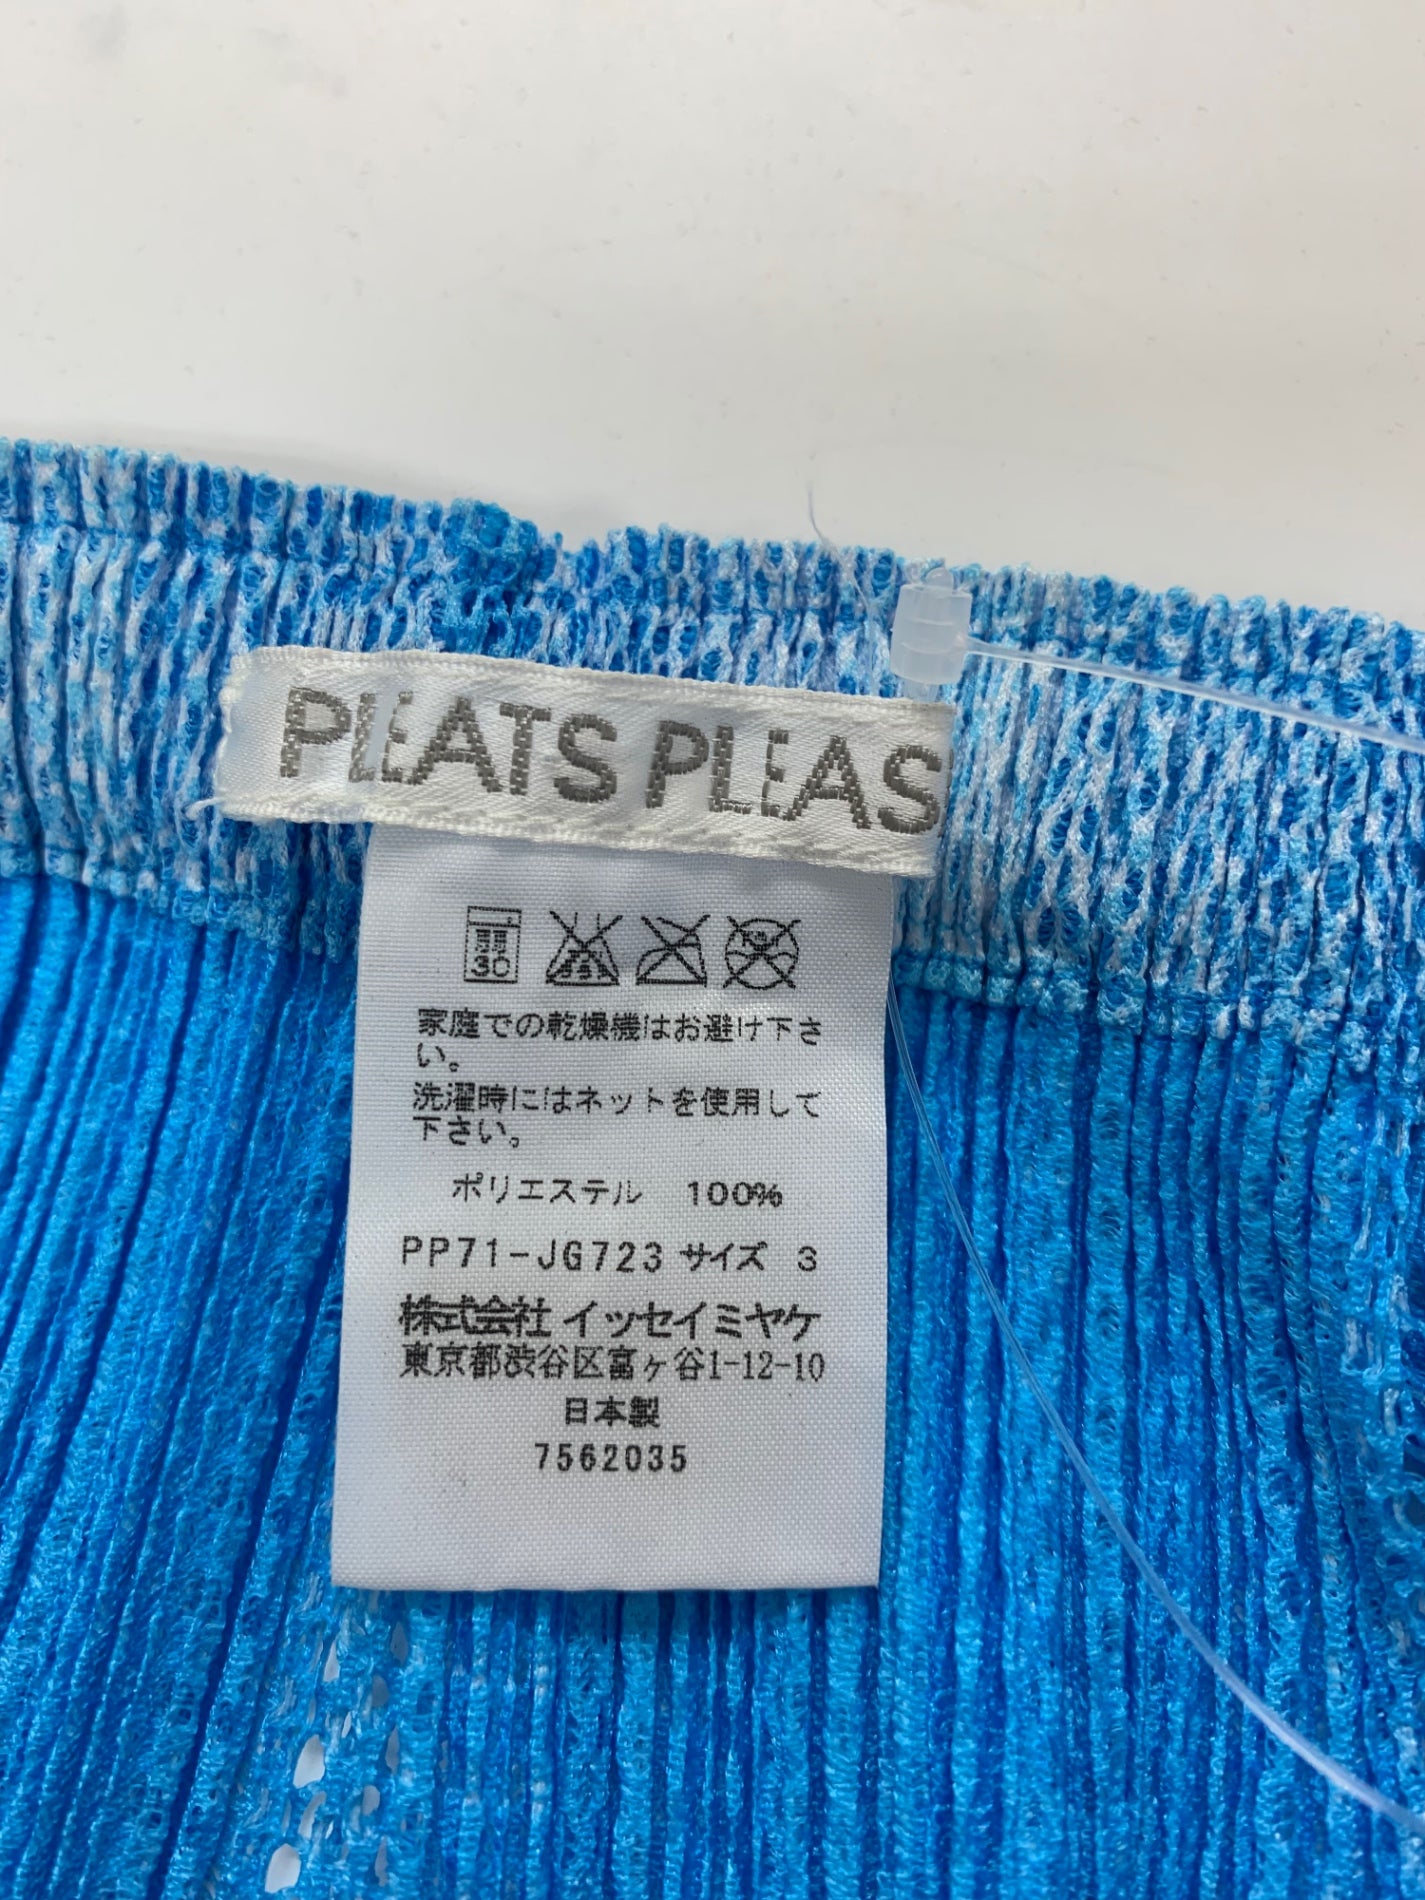 PLEATS PLEAS
弱
30
家庭での乾燥機はお避け下さ
い。
洗濯時にはネットを使用して
下さい。
ポリエステル 100%
PP71-JG723 サイズ 3
株式会社 イッセイミヤケ
東京都渋谷区富ヶ谷1-12-10
日本製
7562035